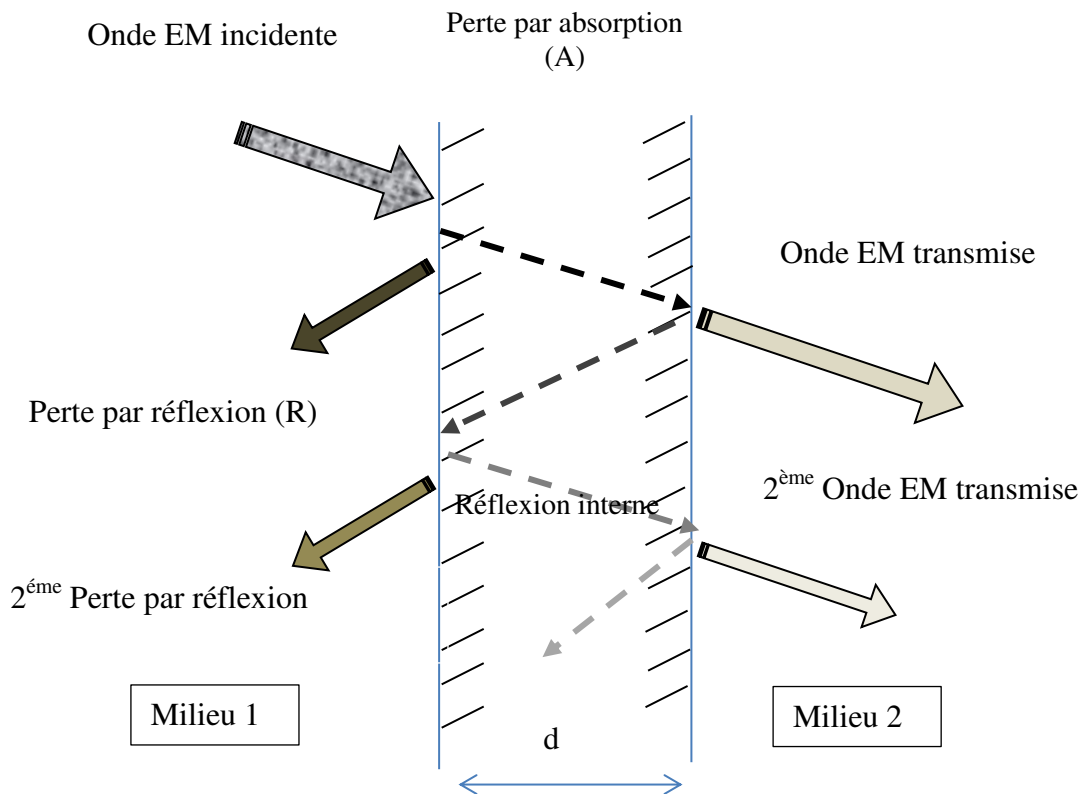 Onde EM incidente
Perte par absorption
(A)
Onde EM transmise
Perte par réflexion (R)
2ème Onde EM transmise
Réflexion interne
2éme Perte par réflexion
Milieu 1
Milieu 2
d